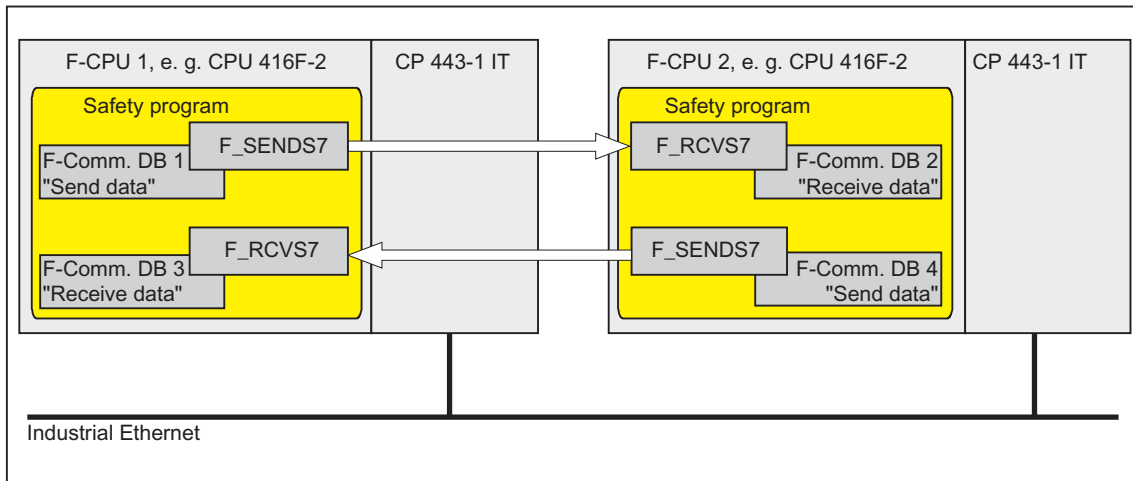 F-CPU 1, e. g. CPU 416F-2
CP 443-1 IT
Safety program
F_SENDS7
F-Comm. DB 1
"Send data"
F_RCVS7
F-Comm. DB 3
"Receive data"
F-CPU 2, e. g. CPU 416F-2
CP 443-1 IT
Safety program
F_RCVS7
F-Comm. DB 2
"Receive data"
F_SENDS7
F-Comm. DB 4
"Send data"
Industrial Ethernet